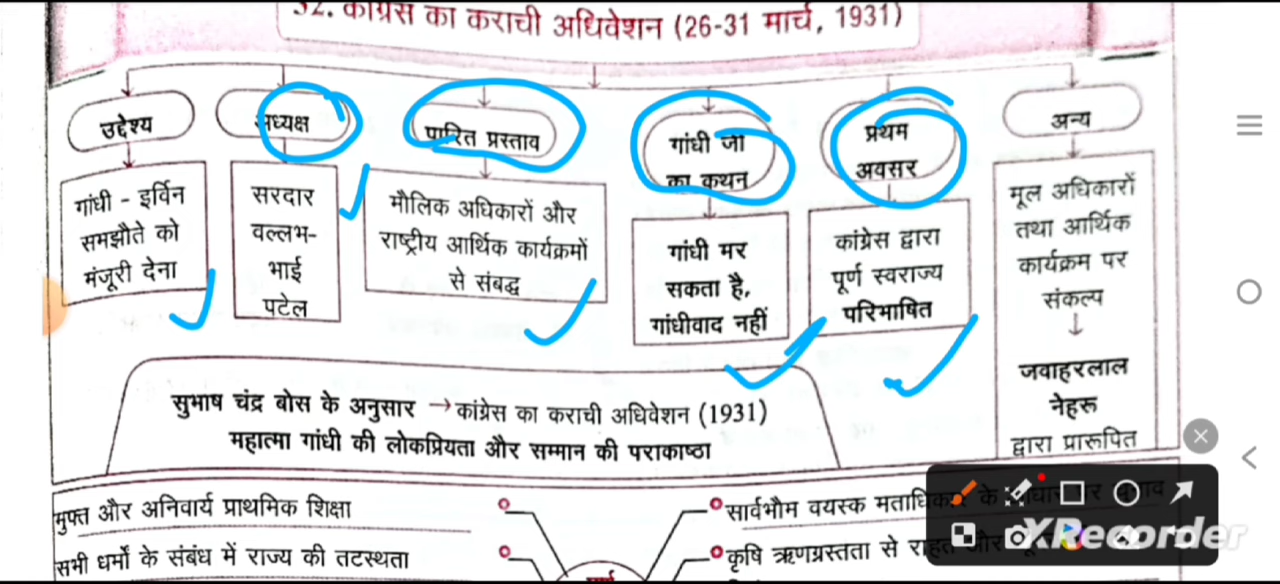 32. कांग्रेस का कराची अधिवेशन (26-31 मार्च, 1931)
उद्देश्य
गांधी - इर्विन
समझौते को
मंजूरी देना
अध्यक्ष
सरदार
वल्लभ-
भाई
पटेल
पारित प्रस्ताव
मौलिक अधिकारों और
राष्ट्रीय आर्थिक कार्यक्रमों
से संबद्ध
गांधी जी
का कथन
गांधी मर
सकता है,
गांधीवाद नहीं
प्रथम
अवसर
कांग्रेस द्वारा
पूर्ण स्वराज्य
परिभाषित
अन्य
मूल अधिकारों
तथा आर्थिक
कार्यक्रम पर
संकल्प
↓
जवाहरलाल
नेहरू
द्वारा प्रारूपित
सुभाष चंद्र बोस के अनुसार → कांग्रेस का कराची अधिवेशन (1931)
महात्मा गांधी की लोकप्रियता और सम्मान की पराकाष्ठा
मुफ्त और अनिवार्य प्राथमिक शिक्षा
सभी धर्मों के संबंध में राज्य की तटस्थता
सार्वभौम वयस्क मताधिकार के आधार पर चुनाव
कृषि ऋणग्रस्तता से राहत और
XRecorder